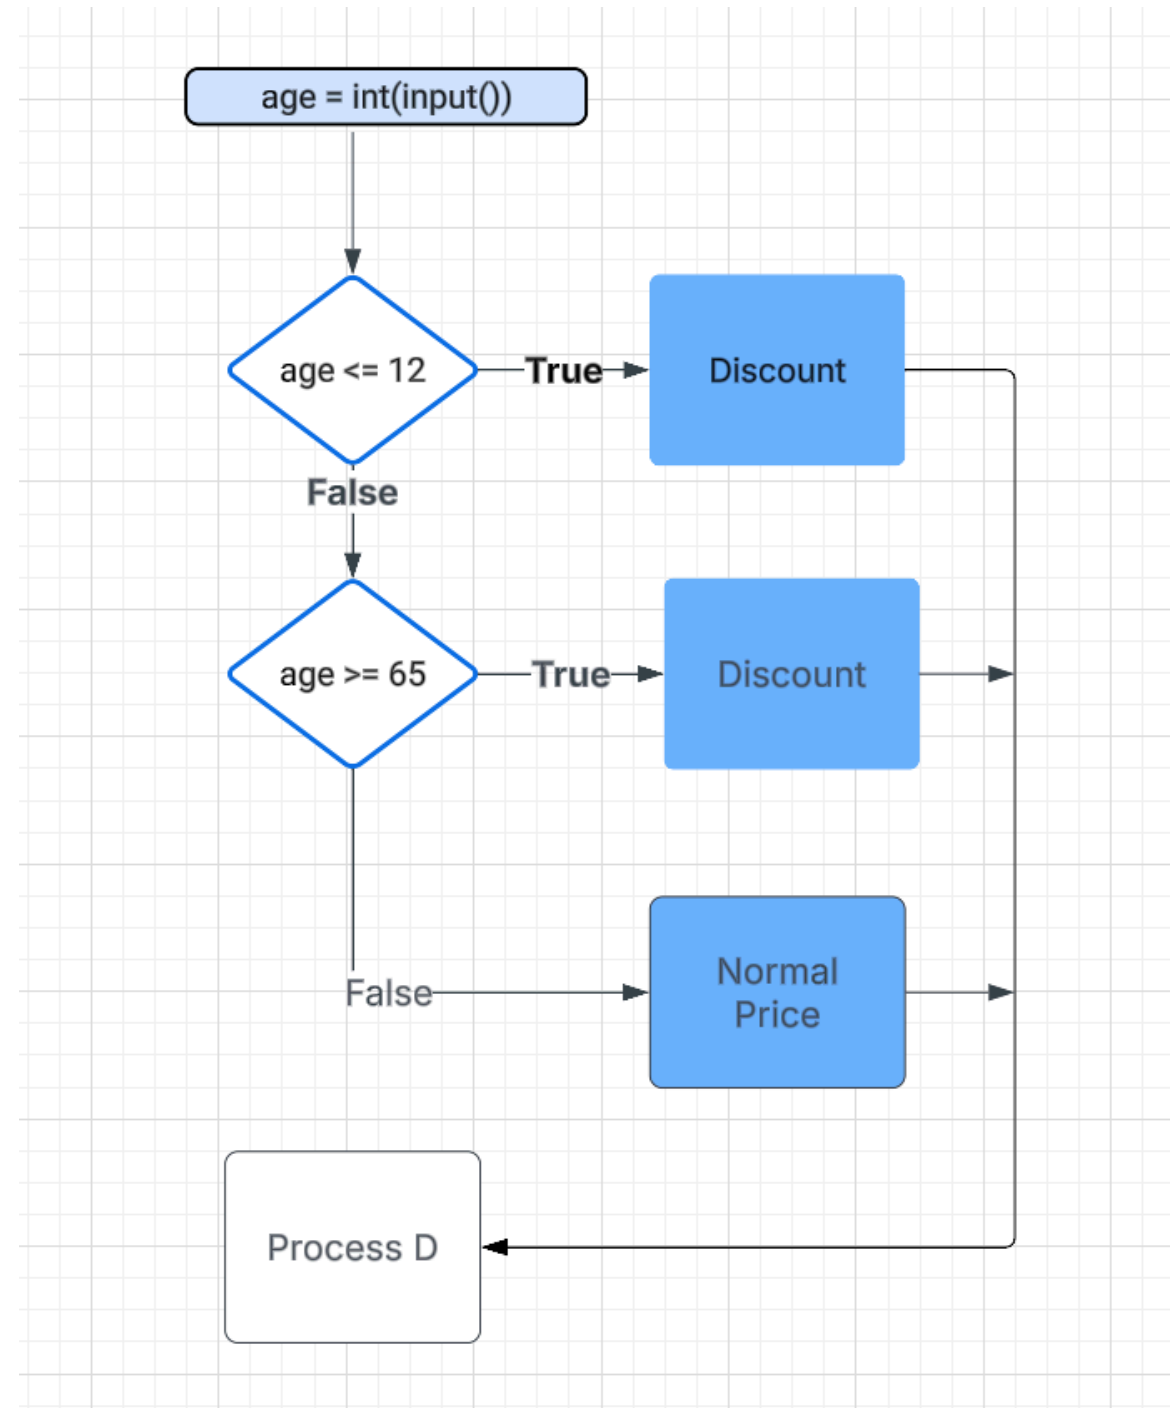 age = int(input())
age <= 12
True
Discount
False
age >= 65
True
Discount
False
Normal
Price
Process D